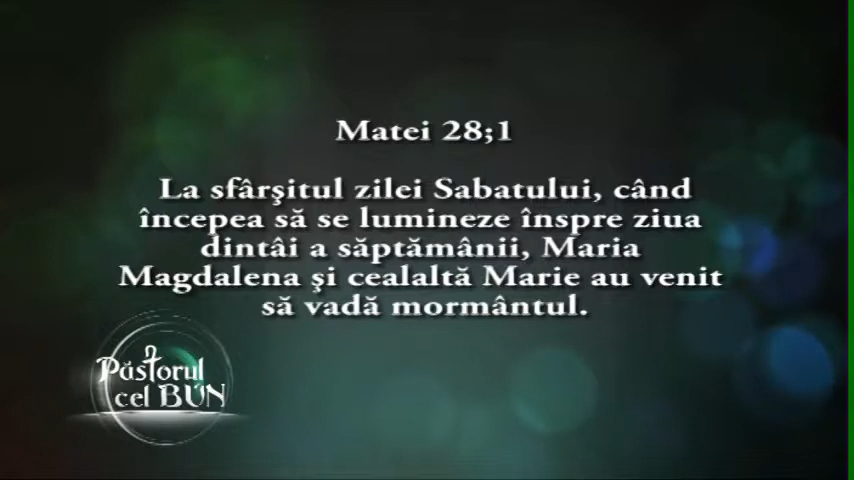 Matei 28;1
La sfârşitul zilei Sabatului, când
începea să se lumineze înspre ziua
dintâi a săptămânii, Maria
Magdalena şi cealaltă Marie au venit
să vadă mormântul.
Păstorul
cel BUN